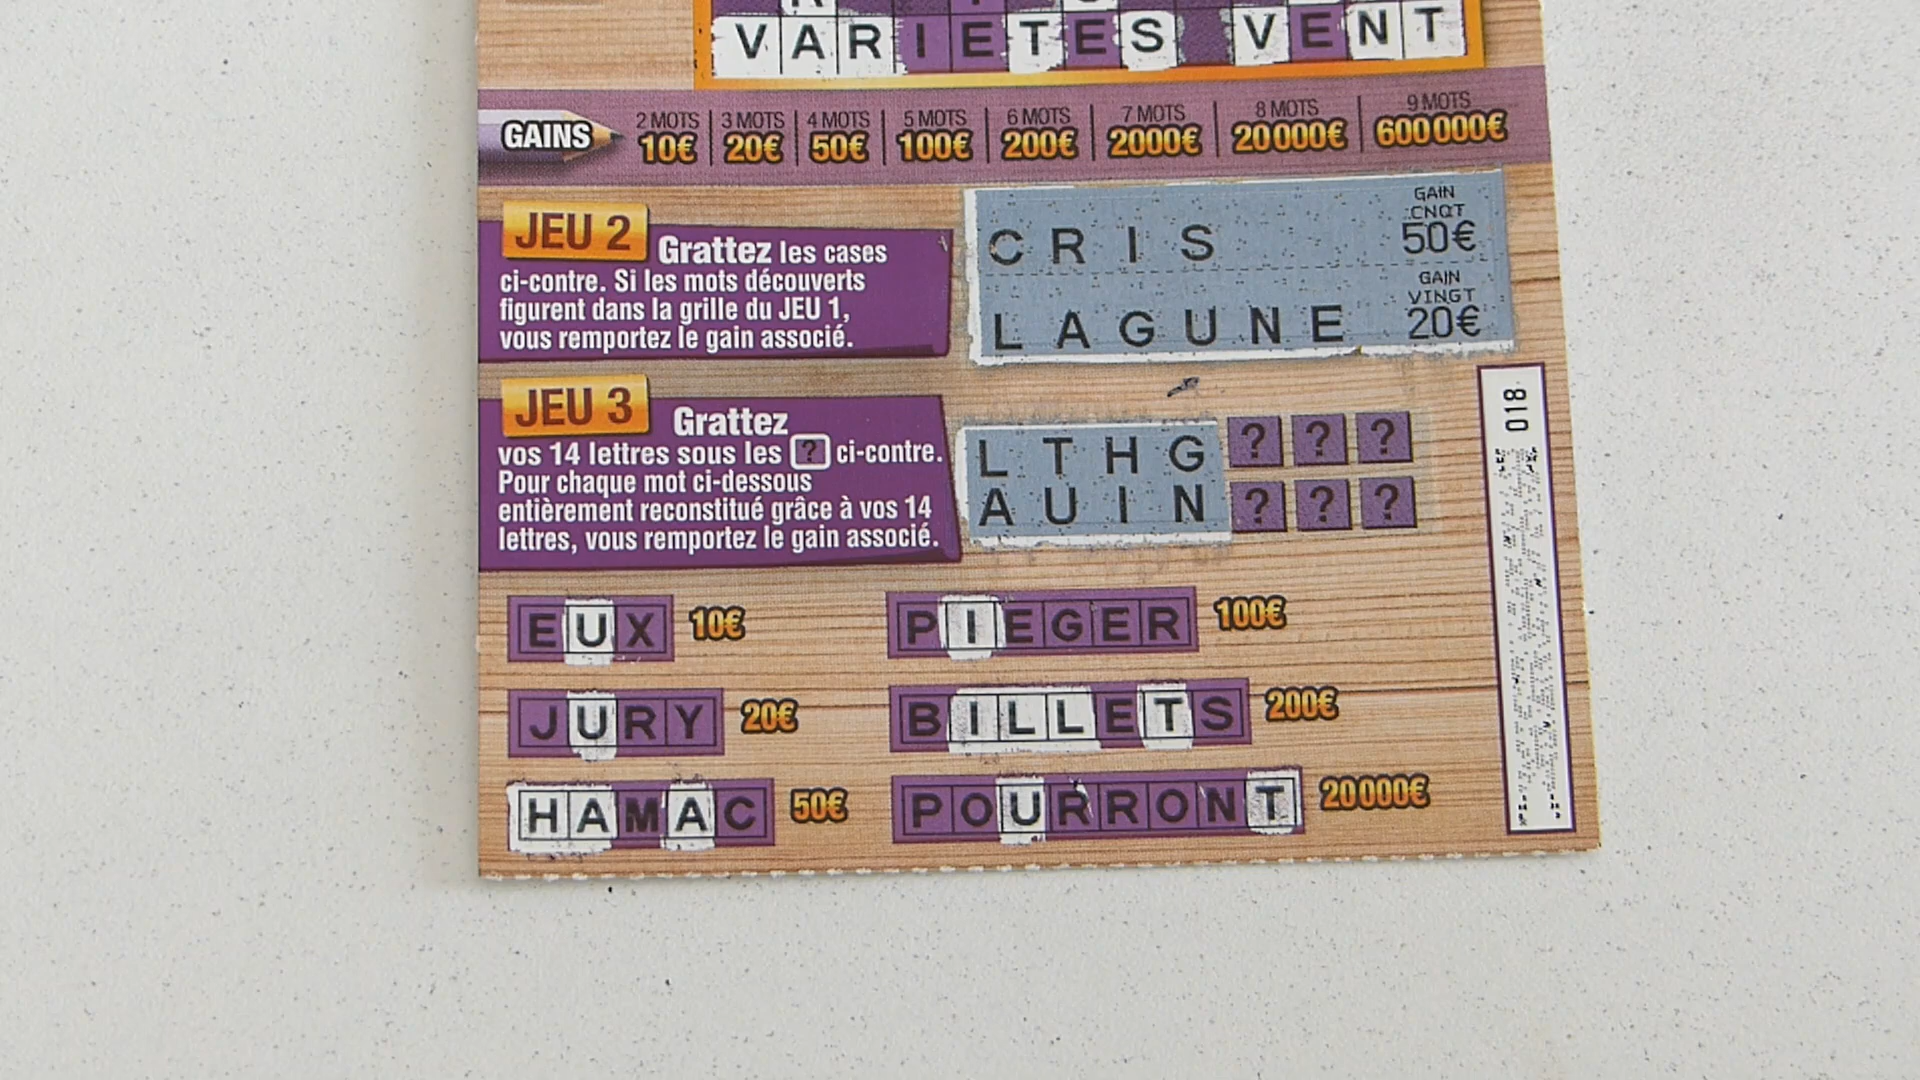 VARIETES VENT
GAINS
2 MOTS 3 MOTS 4 MOTS 5 MOTS 6 MOTS 7 MOTS 8 MOTS 9 MOTS
10€ 20€ 50€ 100€ 200€ 2000€ 20000€ 600000€
JEU 2
Grattez les cases
ci-contre. Si les mots découverts
figurent dans la grille du JEU 1,
vous remportez le gain associé.
GAIN
CNQT
CRIS 50€
GAIN
VINGT
LAGUNE 20€
JEU 3
Grattez
vos 14 lettres sous les ? ci-contre.
Pour chaque mot ci-dessous
entièrement reconstitué grâce à vos 14
lettres, vous remportez le gain associé.
L T H G ? ? ?
A U I N ? ? ?
018
EUX 10€
PIEGER 100€
JURY 20€
BILLETS 200€
HAMAC 50€
POURRONT 20000€